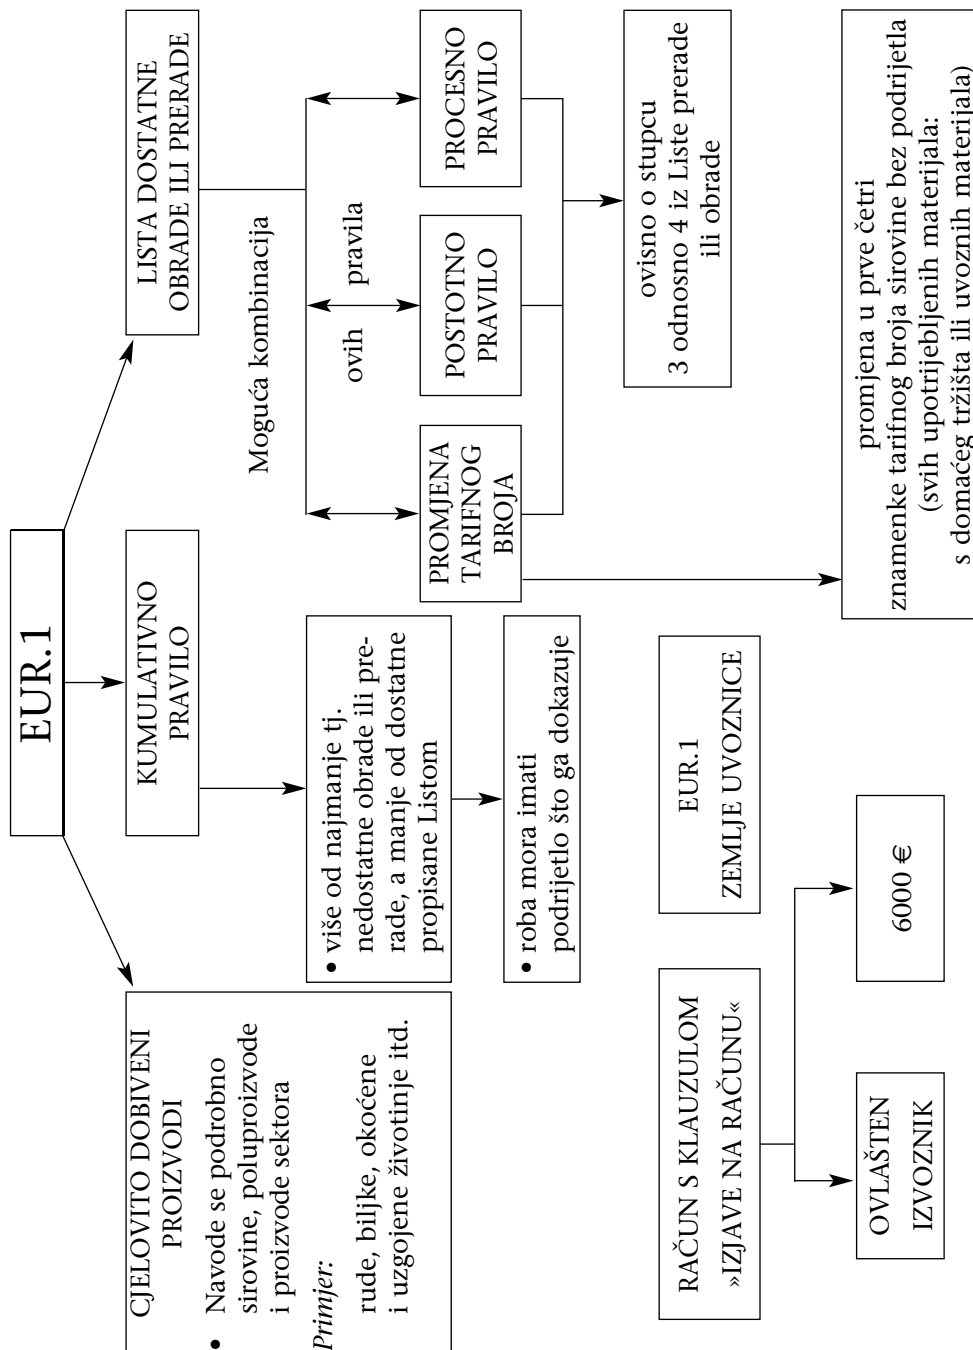 EUR.1
CJELOVITO DOBIVENI
PROIZVODI
• Navode se podrobno
sirovine, poluproizvode
i proizvode sektora
Primjer:
rude, biljke, okoćene
i uzgojene životinje itd.
KUMULATIVNO
PRAVILO
• više od najmanje tj.
nedostatne obrade ili pre-
rade, a manje od dostatne
propisane Listom
• roba mora imati
podrijetlo što ga dokazuje
LISTA DOSTATNE
OBRADE ILI PRERADE
Moguća kombinacija
ovih pravila
PROMJENA
TARIFNOG
BROJA
POSTOTNO
PRAVILO
PROCESNO
PRAVILO
ovisno o stupcu
3 odnosno 4 iz Liste prerade
ili obrade
RAČUN S KLAUZULOM
»IZJAVE NA RAČUNU«
EUR.1
ZEMLJE UVOZNICE
OVLAŠTEN
IZVOZNIK
6000 €
promjena u prve četri
znamenke tarifnog broja sirovine bez podrijetla
(svih upotrijebljenih materijala:
s domaćeg tržišta ili uvoznih materijala)